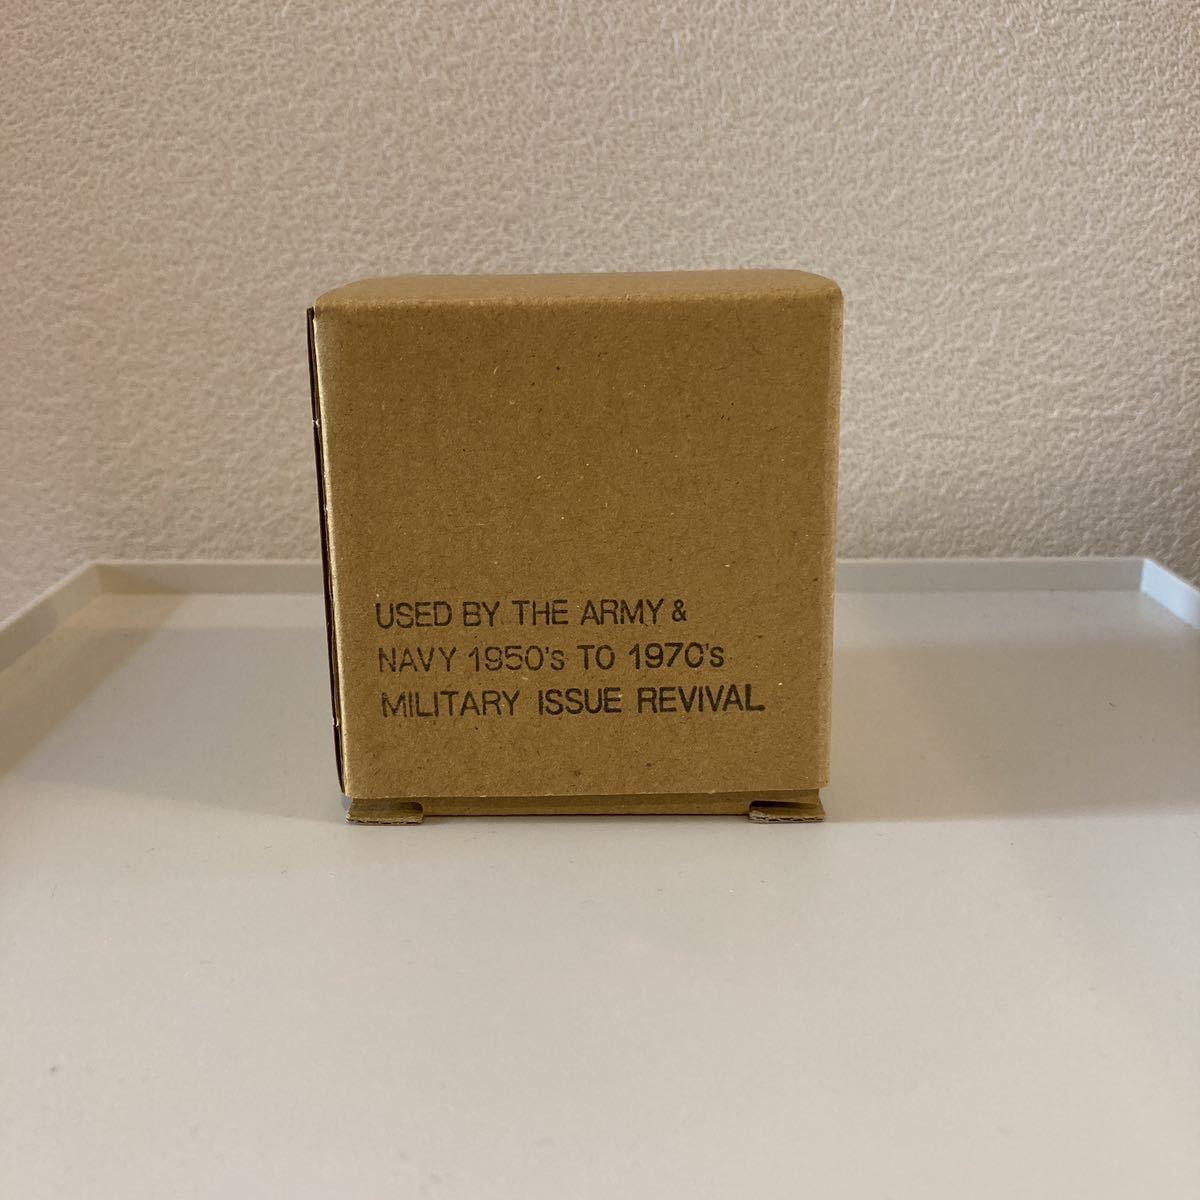 USED BY THE ARMY &
NAVY 1950's TO 1970's
MILITARY ISSUE REVIVAL